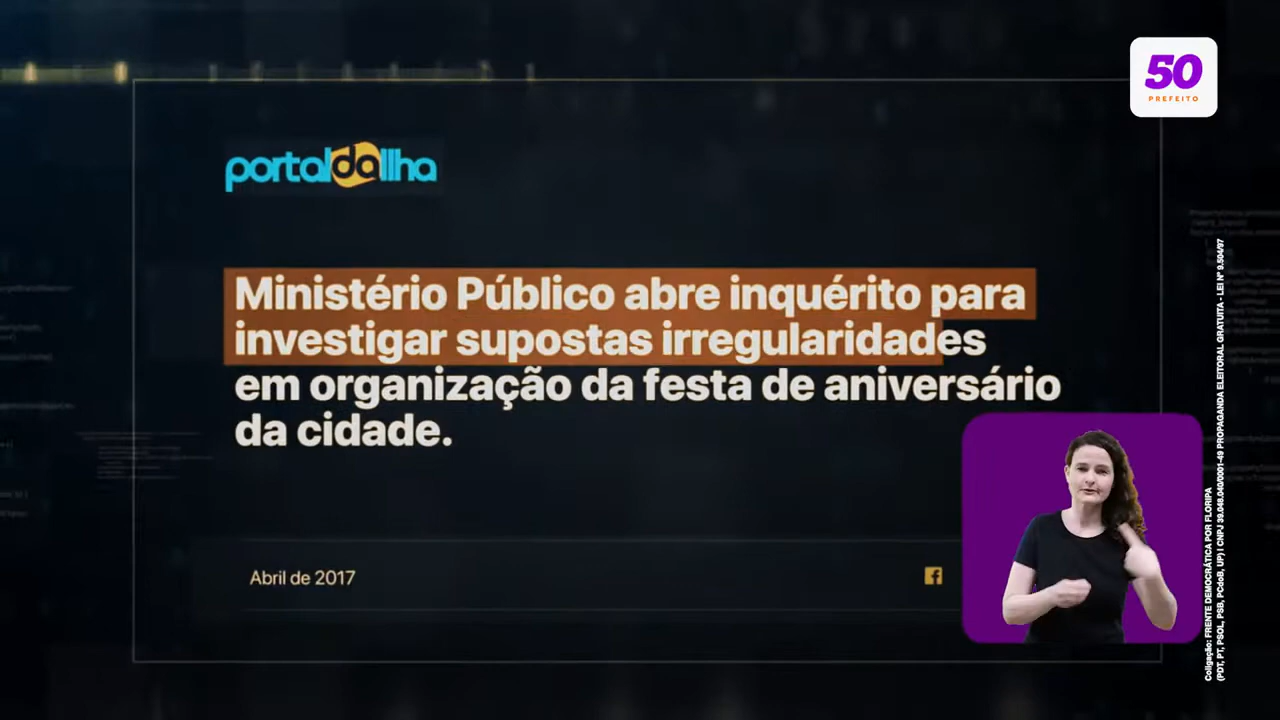 50
PREFEITO
portaldailha
Ministério Público abre inquérito para
investigar supostas irregularidades
em organização da festa de aniversário
da cidade.
Abril de 2017
Coligação: FRENTE DEMOCRÁTICA POR FLORIPA
(PDT, PT, PSOL, PSB, PCdoB, UP) | CNPJ 39.048.040/0001-49 PROPAGANDA ELEITORAL GRATUITA - LEI Nº 9.504/97